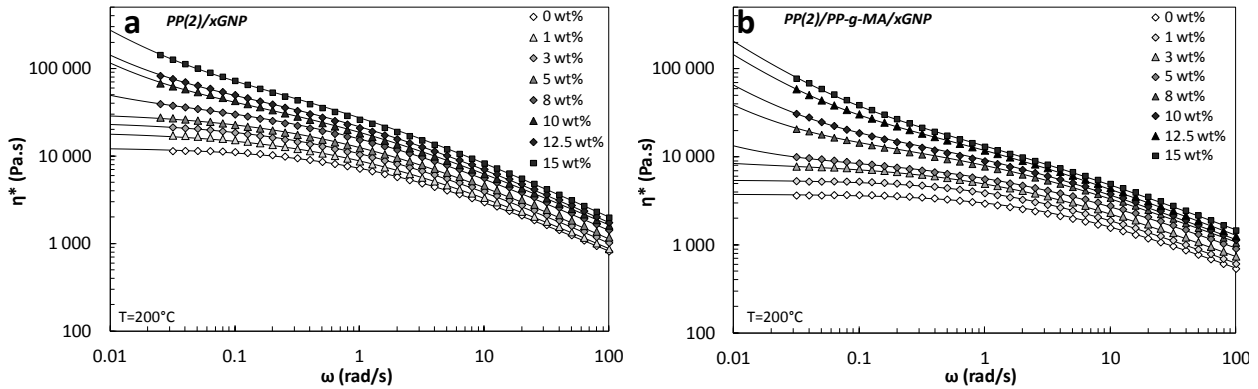 a
PP(2)/xGNP
0 wt%
1 wt%
3 wt%
5 wt%
8 wt%
10 wt%
12.5 wt%
15 wt%
100 000
10 000
1 000
100
η* (Pa.s)
T=200°C
0.01
0.1
1
10
100
ω (rad/s)
b
PP(2)/PP-g-MA/xGNP
0 wt%
1 wt%
3 wt%
5 wt%
8 wt%
10 wt%
12.5 wt%
15 wt%
100 000
10 000
1 000
100
η* (Pa.s)
T=200°C
0.01
0.1
1
10
100
ω (rad/s)